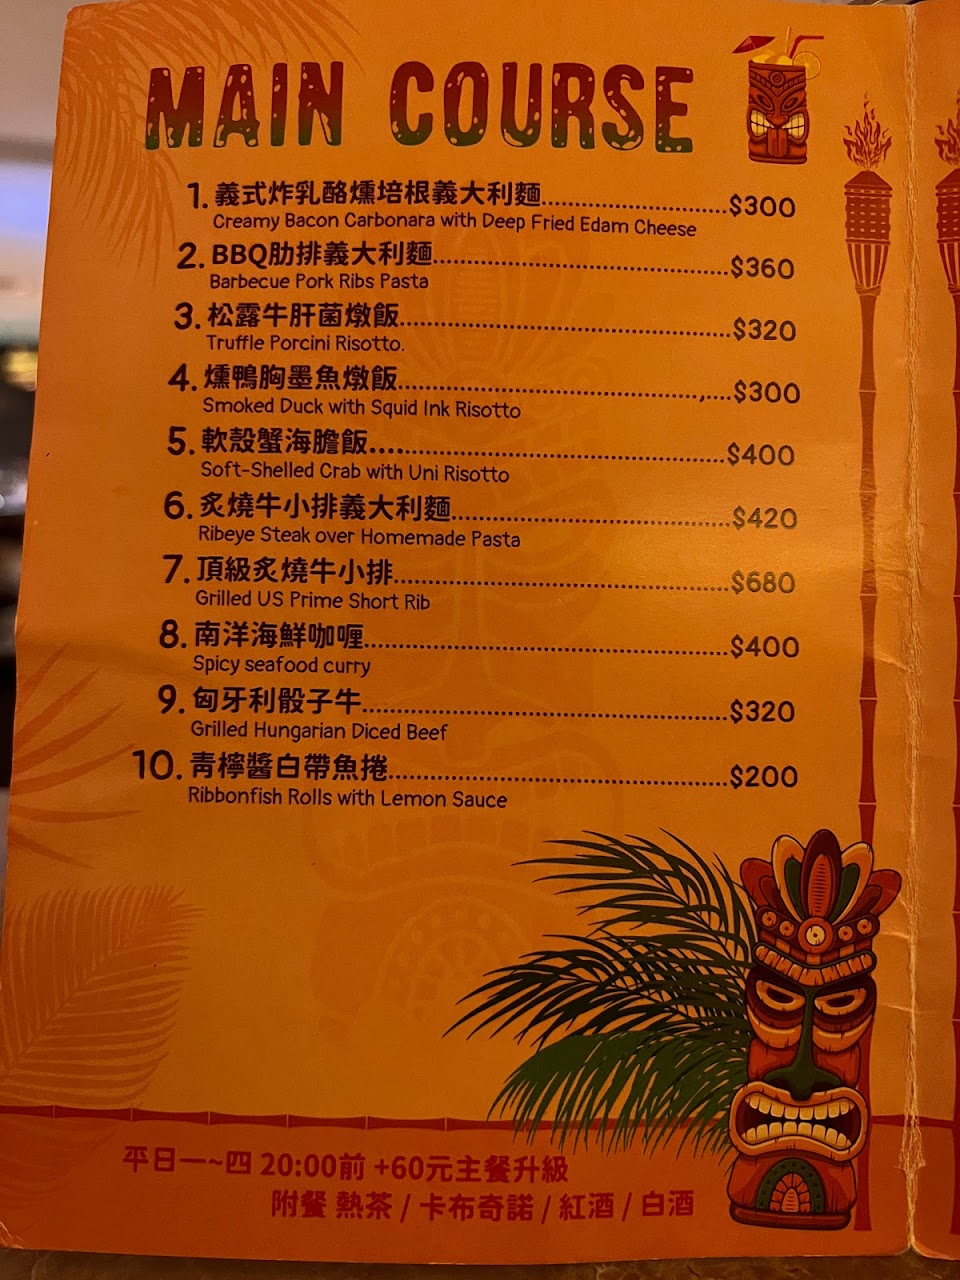 MAIN COURSE
1. 義式炸乳酪燻培根義大利麵..............................$300
Creamy Bacon Carbonara with Deep Fried Edam Cheese
2. BBQ肋排義大利麵..............................$360
Barbecue Pork Ribs Pasta
3. 松露牛肝菌燉飯..............................$320
Truffle Porcini Risotto.
4. 燻鴨胸墨魚燉飯..............................,....$300
Smoked Duck with Squid Ink Risotto
5. 軟殼蟹海膽飯..............................$400
Soft-Shelled Crab with Uni Risotto
6. 炙燒牛小排義大利麵..............................$420
Ribeye Steak over Homemade Pasta
7. 頂級炙燒牛小排..............................$680
Grilled US Prime Short Rib
8. 南洋海鮮咖喱..............................$400
Spicy seafood curry
9. 匈牙利骰子牛..............................$320
Grilled Hungarian Diced Beef
10. 青檸醬白帶魚捲..............................$200
Ribbonfish Rolls with Lemon Sauce
平日一~四 20:00前 +60元主餐升級
附餐 熱茶 / 卡布奇諾 / 紅酒 / 白酒